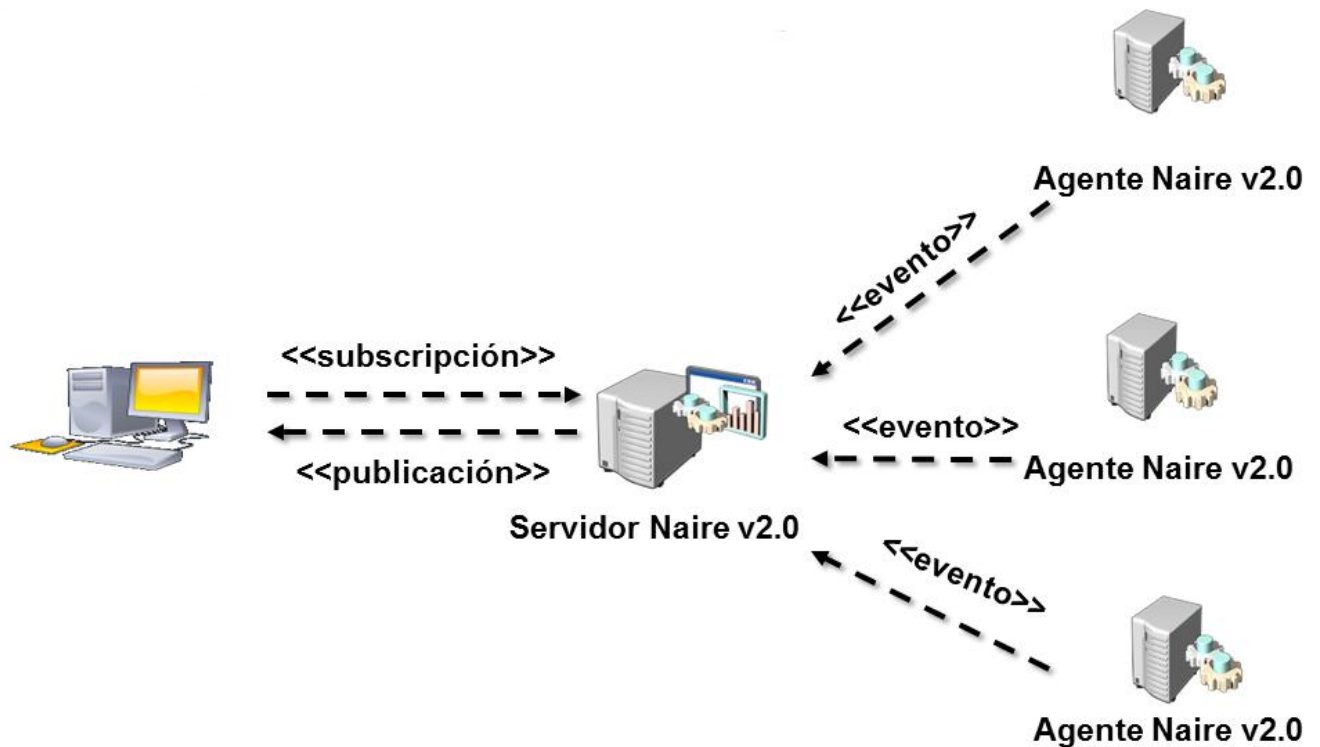 Agente Naire v2.0
<<evento>>
<<subscripción>>
<<evento>>
<<publicación>>
Agente Naire v2.0
Servidor Naire v2.0
<<evento>>
Agente Naire v2.0